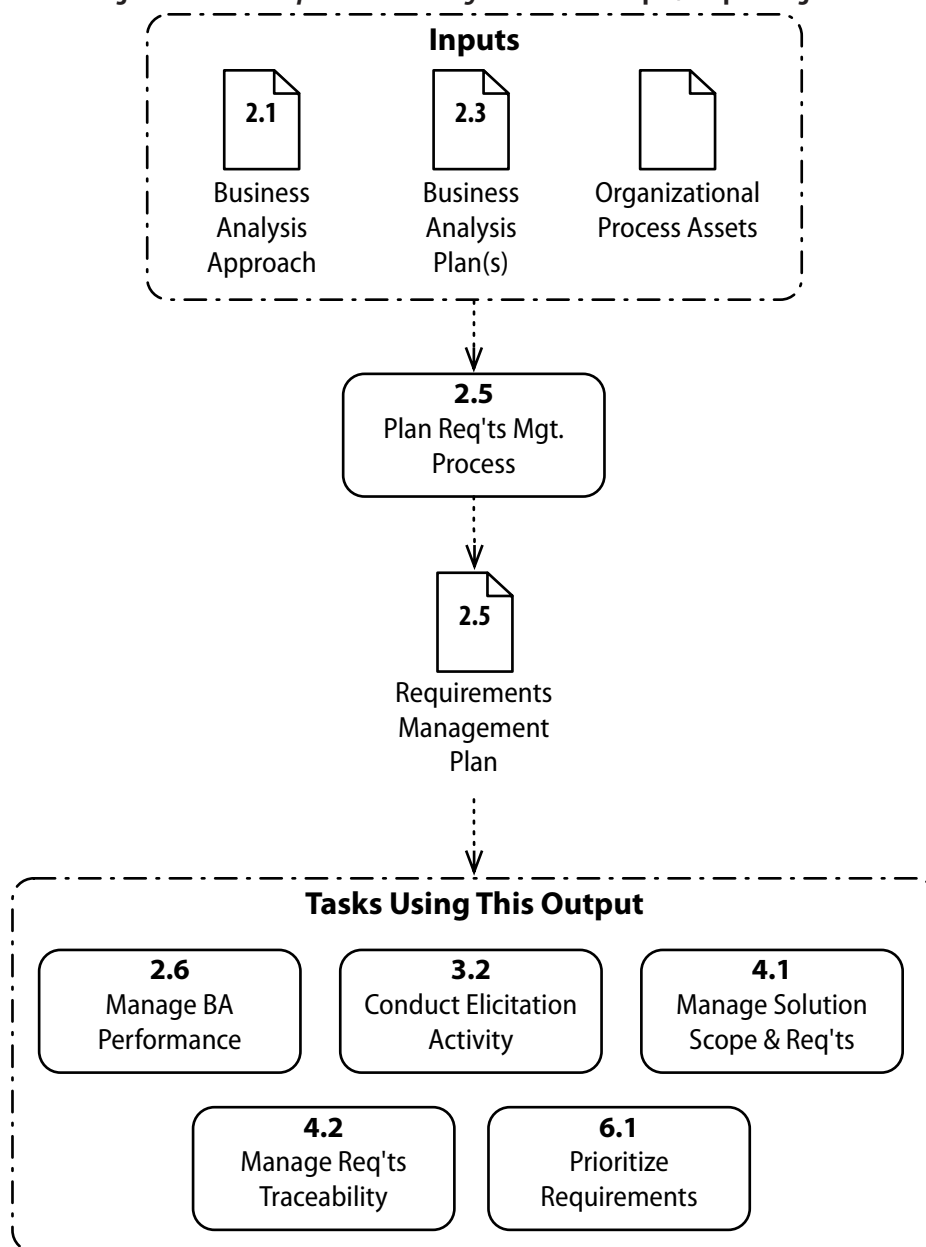 Inputs
2.1
2.3
Business
Analysis
Approach
Business
Analysis
Plan(s)
Organizational
Process Assets
2.5
Plan Req'ts Mgt.
Process
2.5
Requirements
Management
Plan
Tasks Using This Output
2.6
Manage BA
Performance
3.2
Conduct Elicitation
Activity
4.1
Manage Solution
Scope & Req'ts
4.2
Manage Req'ts
Traceability
6.1
Prioritize
Requirements